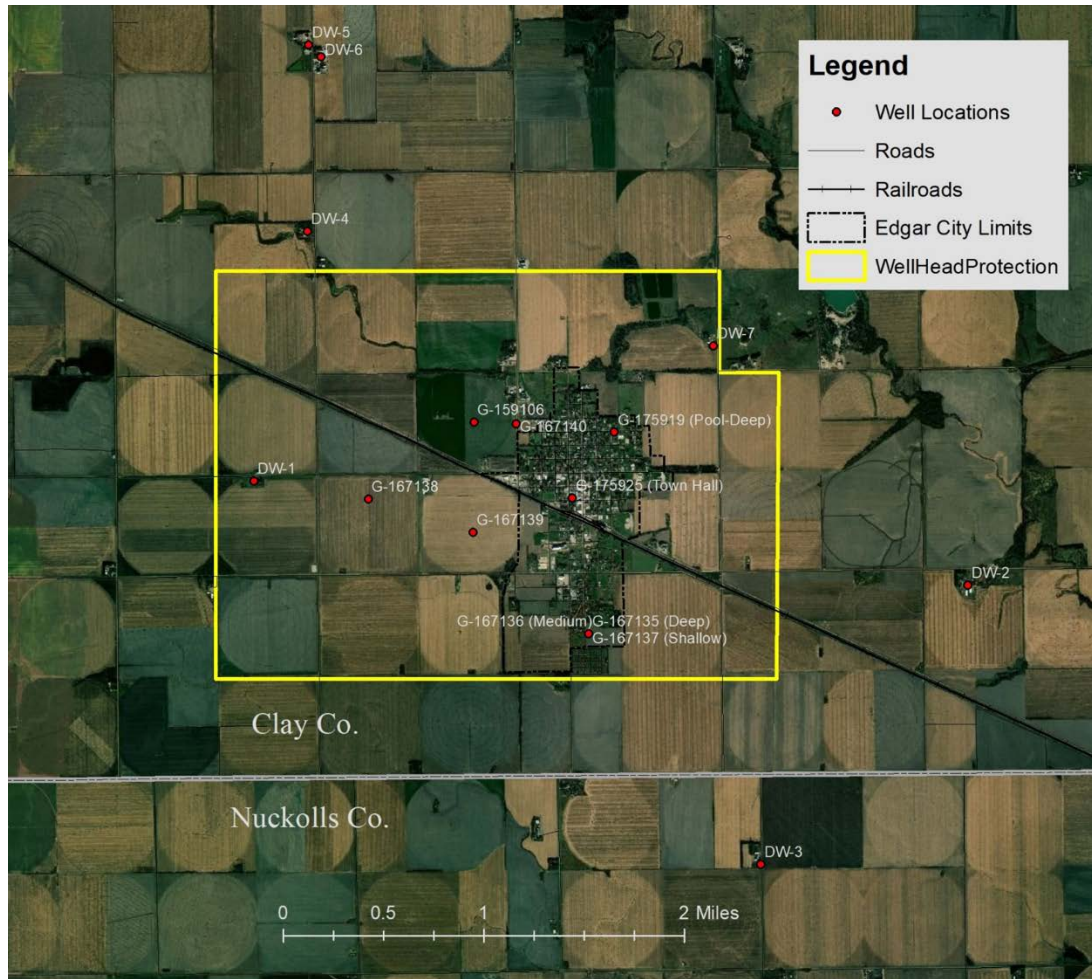 DW-5
DW-6
Legend
Well Locations
Roads
Railroads
Edgar City Limits
WellHeadProtection
DW-4
DW-7
G-159106
G-167140
G-175919 (Pool-Deep)
DW-1
G-167138
G-175925 (Town Hall)
G-167139
DW-2
G-167136 (Medium)
G-167135 (Deep)
G-167137 (Shallow)
Clay Co.
Nuckolls Co.
DW-3
0 0.5 1 2 Miles